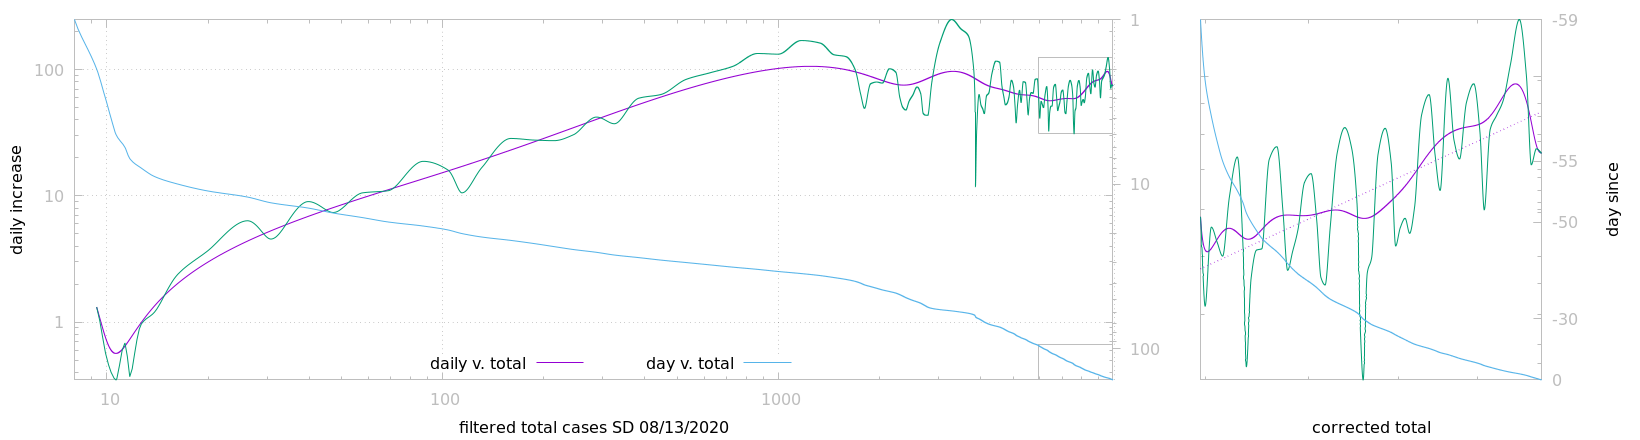 daily increase
100
10
1
daily v. total
day v. total
10
100
1000
1
10
100
filtered total cases SD 08/13/2020
-59
-55
-50
-30
0
day since
corrected total